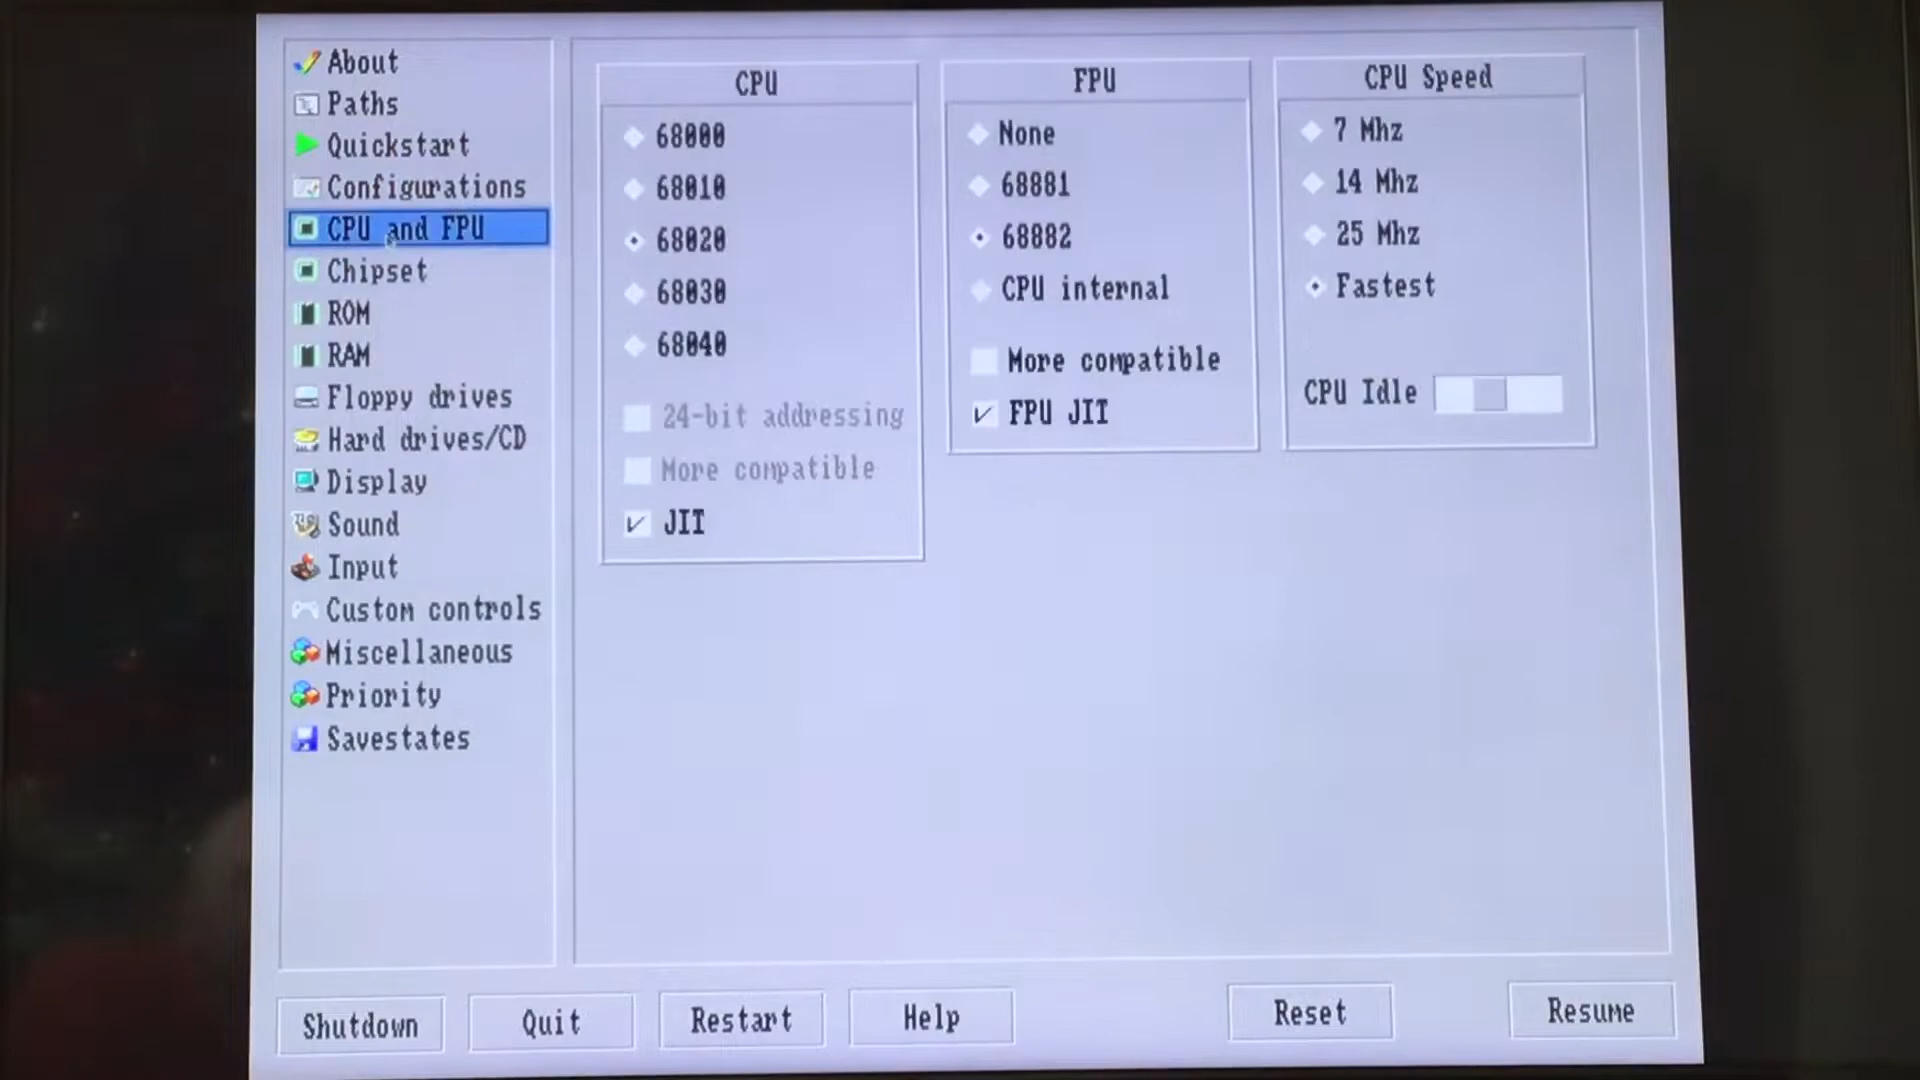 About
Paths
Quickstart
Configurations
CPU and FPU
Chipset
ROM
RAM
Floppy drives
Hard drives/CD
Display
Sound
Input
Custom controls
Miscellaneous
Priority
Savestates
CPU
68000
68010
68020
68030
68040
24-bit addressing
More compatible
JIT
FPU
None
68881
68882
CPU internal
More compatible
FPU JIT
CPU Speed
7 Mhz
14 Mhz
25 Mhz
Fastest
CPU Idle
Shutdown
Quit
Restart
Help
Reset
Resume